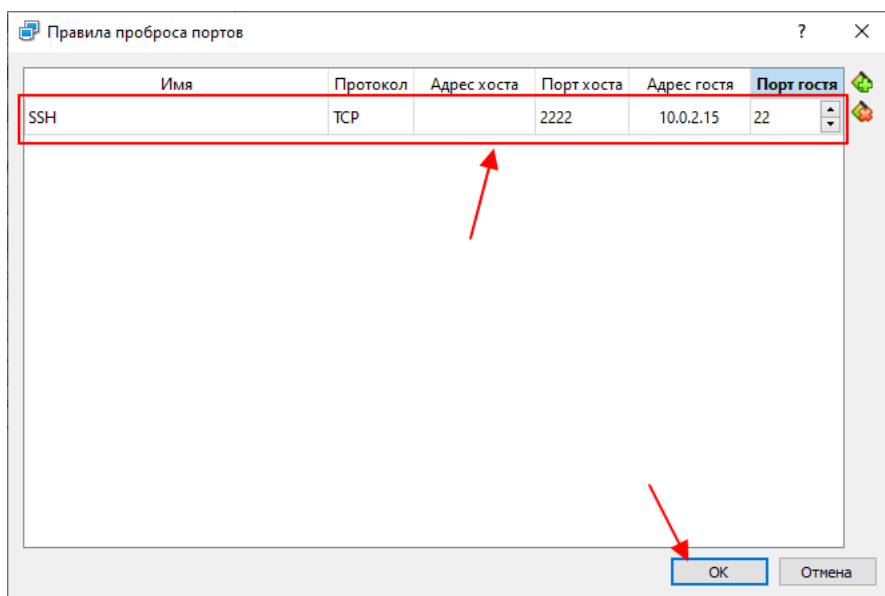 Правила проброса портов
?
Имя Протокол Адрес хоста Порт хоста Адрес гостя Порт гостя
SSH TCP 2222 10.0.2.15 22
OK Отмена